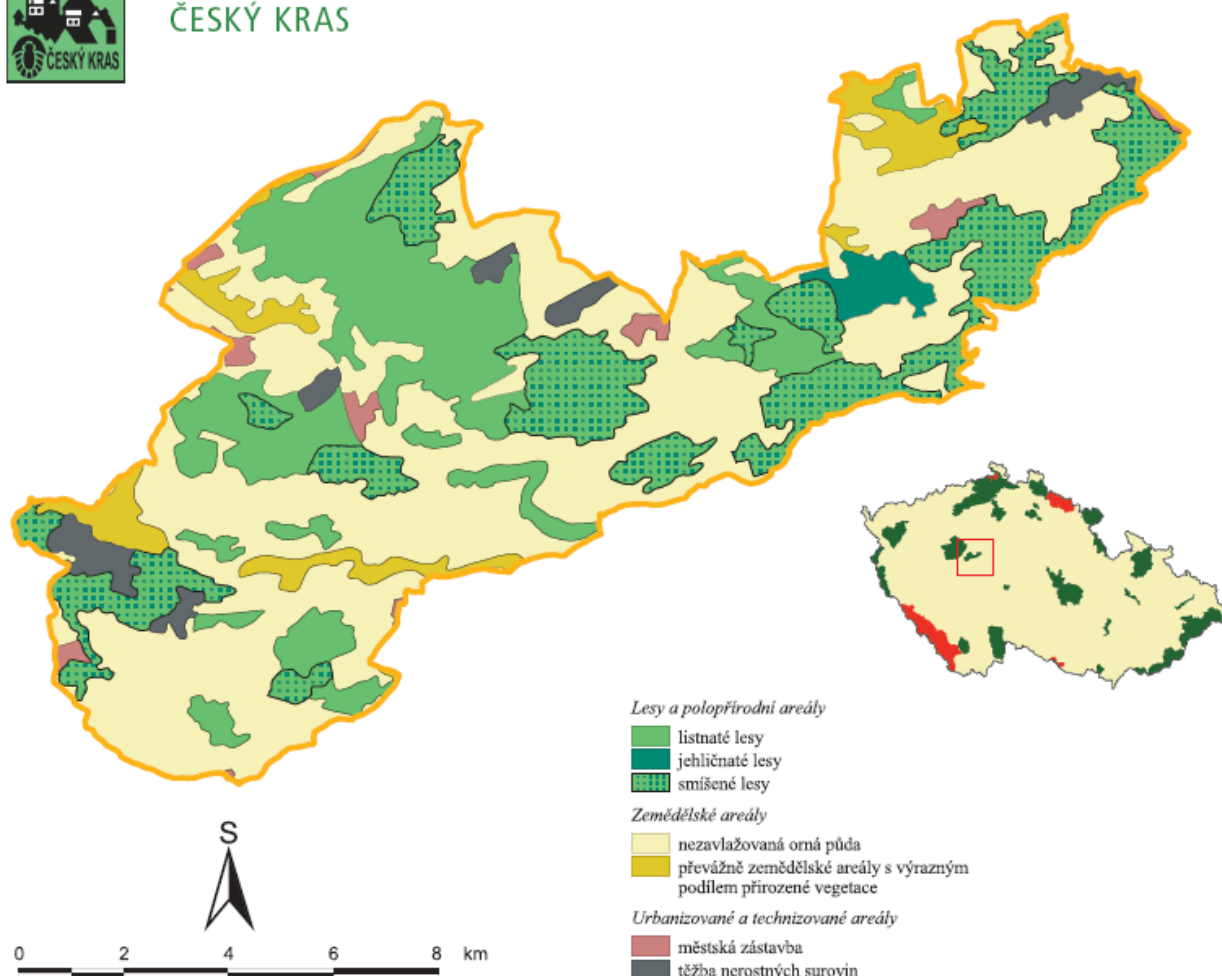 ČESKÝ KRAS
ČESKÝ KRAS
Lesy a polopřírodní areály
listnaté lesy
jehličnaté lesy
smíšené lesy
Zemědělské areály
nezavlažovaná orná půda
převážně zemědělské areály s výrazným
podílem přirozené vegetace
Urbanizované a technizované areály
městská zástavba
těžba nerostných surovin
S
0 2 4 6 8 km